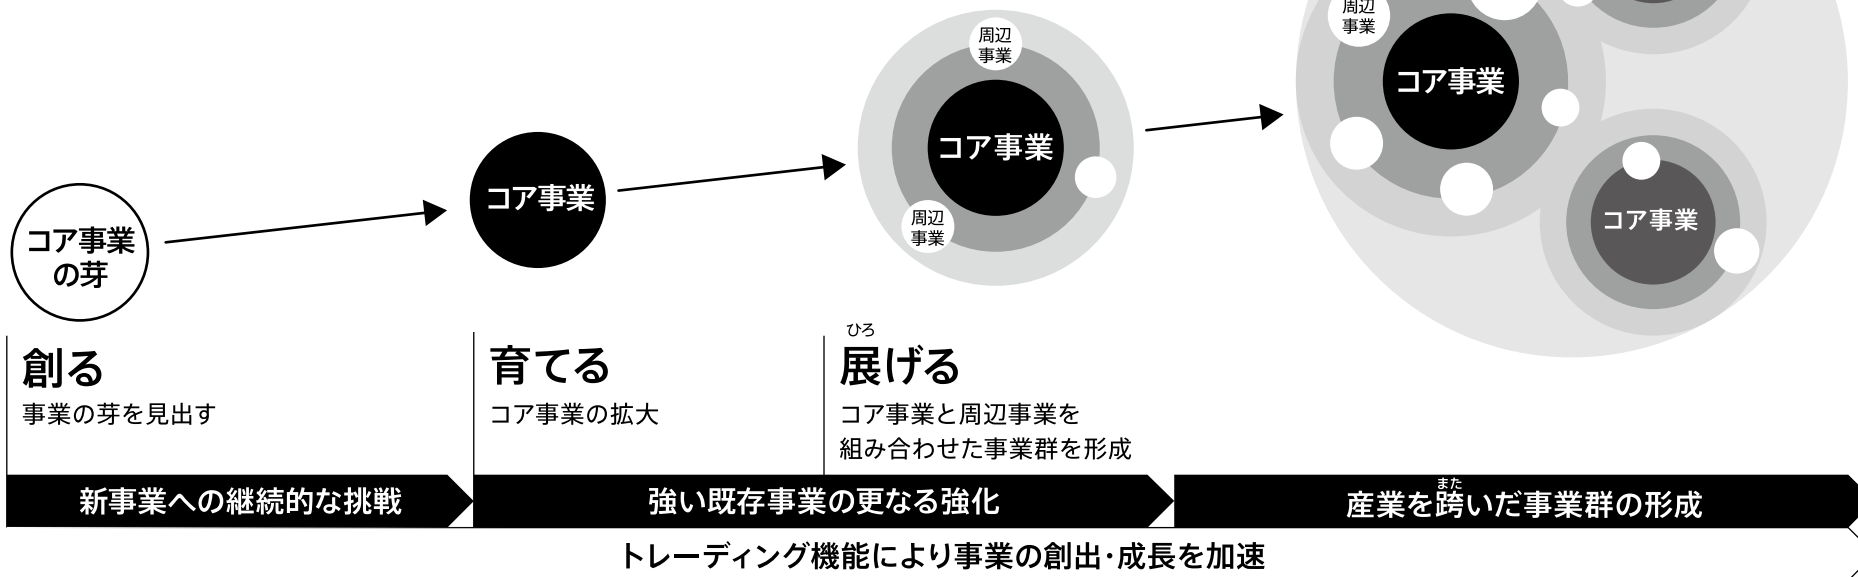 コア事業
の芽
コア事業
周辺
事業
コア事業
周辺
事業
周辺
事業
コア事業
コア事業
創る
事業の芽を見出す
育てる
コア事業の拡大
ひろ
展げる
コア事業と周辺事業を
組み合わせた事業群を形成
新事業への継続的な挑戦
強い既存事業の更なる強化
また
産業を跨いだ事業群の形成
トレーディング機能により事業の創出・成長を加速